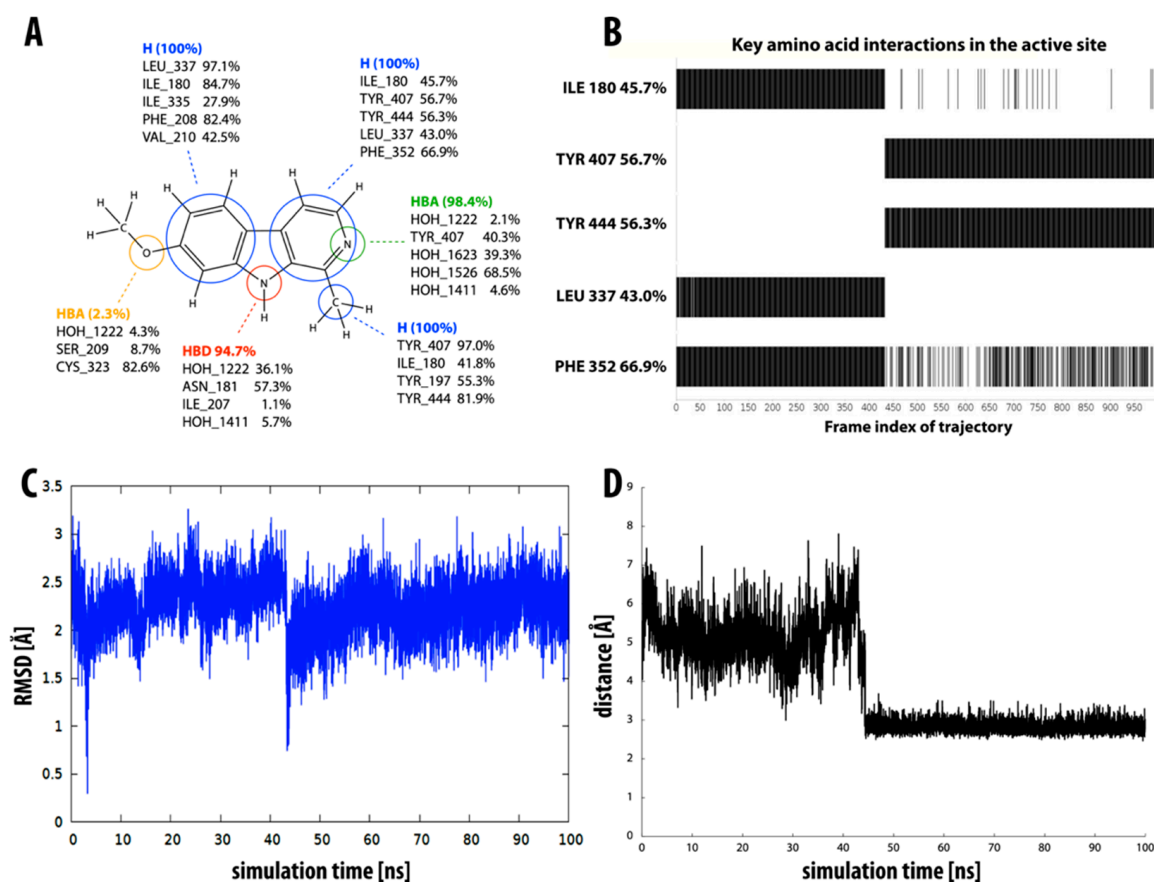 A
H (100%)
LEU_337 97.1%
ILE_180 84.7%
ILE_335 27.9%
PHE_208 82.4%
VAL_210 42.5%
H (100%)
ILE_180 45.7%
TYR_407 56.7%
TYR_444 56.3%
LEU_337 43.0%
PHE_352 66.9%
HBA (98.4%)
HOH_1222 2.1%
TYR_407 40.3%
HOH_1623 39.3%
HOH_1526 68.5%
HOH_1411 4.6%
H H H H
H H C H O N N H C H H H
HBA (2.3%)
HOH_1222 4.3%
SER_209 8.7%
CYS_323 82.6%
HBD 94.7%
HOH_1222 36.1%
ASN_181 57.3%
ILE_207 1.1%
HOH_1411 5.7%
H (100%)
TYR_407 97.0%
ILE_180 41.8%
TYR_197 55.3%
TYR_444 81.9%
B
Key amino acid interactions in the active site
ILE 180 45.7%
TYR 407 56.7%
TYR 444 56.3%
LEU 337 43.0%
PHE 352 66.9%
0 50 100 150 200 250 300 350 400 450 500 550 600 650 700 750 800 850 900 950
Frame index of trajectory
C
RMSD [Å]
3.5
3
2.5
2
1.5
1
0.5
0
0 10 20 30 40 50 60 70 80 90 100
simulation time [ns]
D
distance [Å]
9
8
7
6
5
4
3
2
1
0
0 10 20 30 40 50 60 70 80 90 100
simulation time [ns]